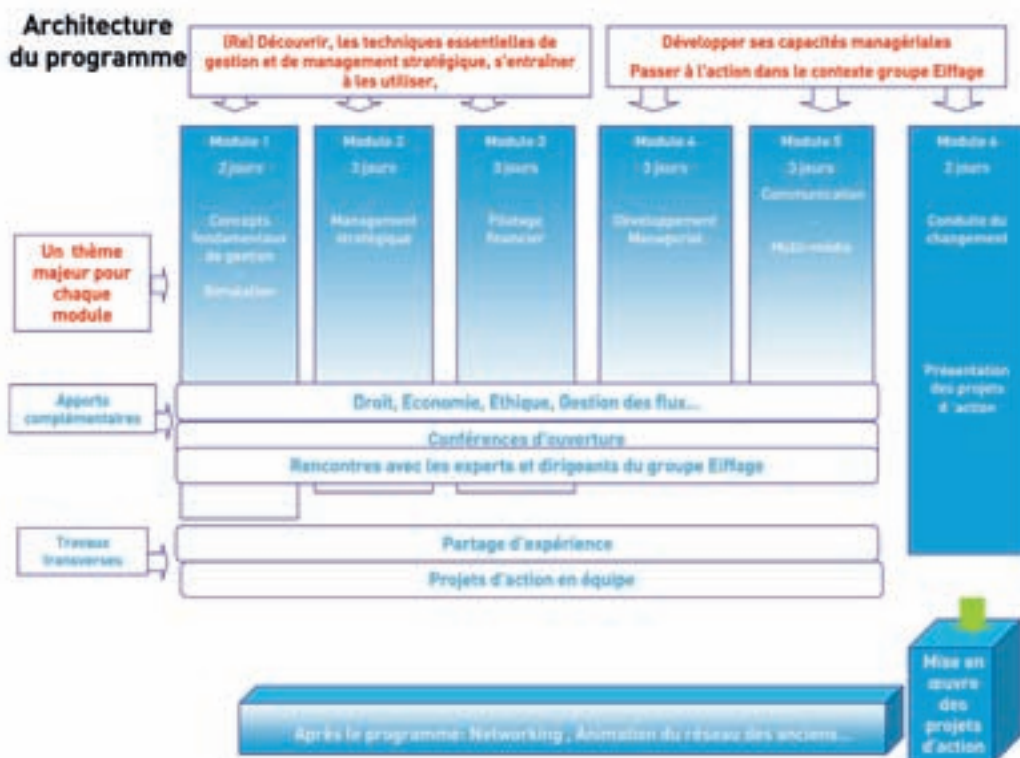 Architecture
du programme
(Re) Découvrir, les techniques essentielles de
gestion et de management stratégique, s'entraîner
à les utiliser,
Développer ses capacités managériales
Passer à l'action dans le contexte groupe Eiffage
Module 1
2 jours
Concepts
fondamentaux
de gestion
Simulation
Module 2
3 jours
Management
stratégique
Module 3
3 jours
Pilotage
financier
Module 4
3 jours
Développement
Managérial
Module 5
3 jours
Communication
Multi-média
Module 6
2 jours
Conduite du
changement
Présentation
des projets
d'action
Un thème
majeur pour
chaque
module
Apports
complémentaires
Droit, Economie, Ethique, Gestion des flux...
Conférences d'ouverture
Rencontres avec les experts et dirigeants du groupe Eiffage
Travaux
transverses
Partage d'expérience
Projets d'action en équipe
Mise en
œuvre
des
projets
d'action
Après le programme: Networking, Animation du réseau des anciens...